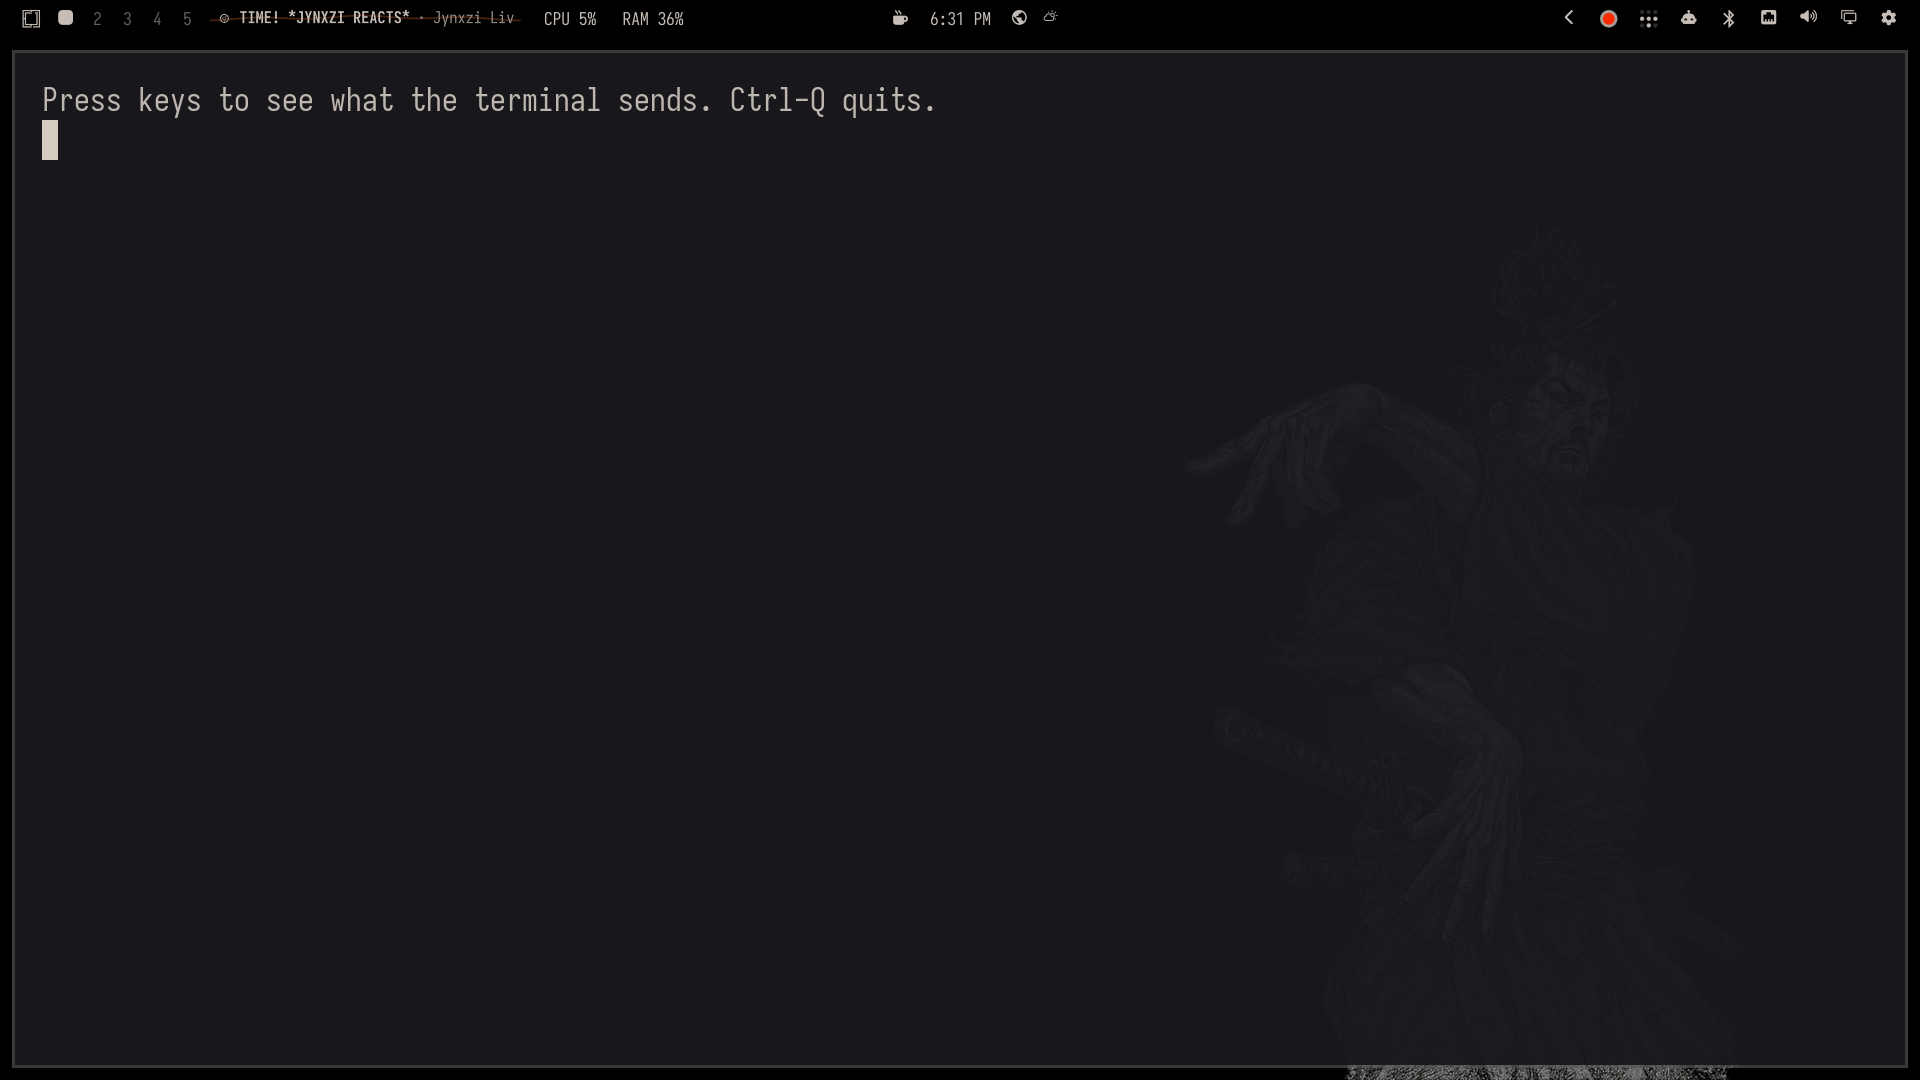 2 3 4 5 TIME! *JYNXZI REACTS* · Jynxzi Liv CPU 5% RAM 36% 6:31 PM
Press keys to see what the terminal sends. Ctrl-Q quits.